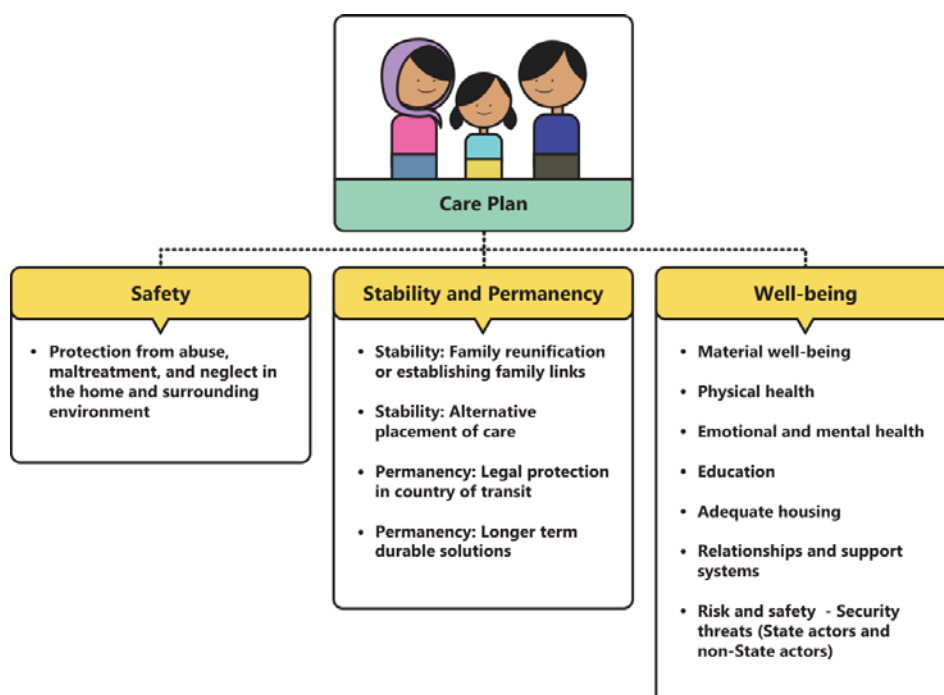 Care Plan
Safety
• Protection from abuse,
maltreatment, and neglect in
the home and surrounding
environment
Stability and Permanency
• Stability: Family reunification
or establishing family links
• Stability: Alternative
placement of care
• Permanency: Legal protection
in country of transit
• Permanency: Longer term
durable solutions
Well-being
• Material well-being
• Physical health
• Emotional and mental health
• Education
• Adequate housing
• Relationships and support
systems
• Risk and safety - Security
threats (State actors and
non-State actors)